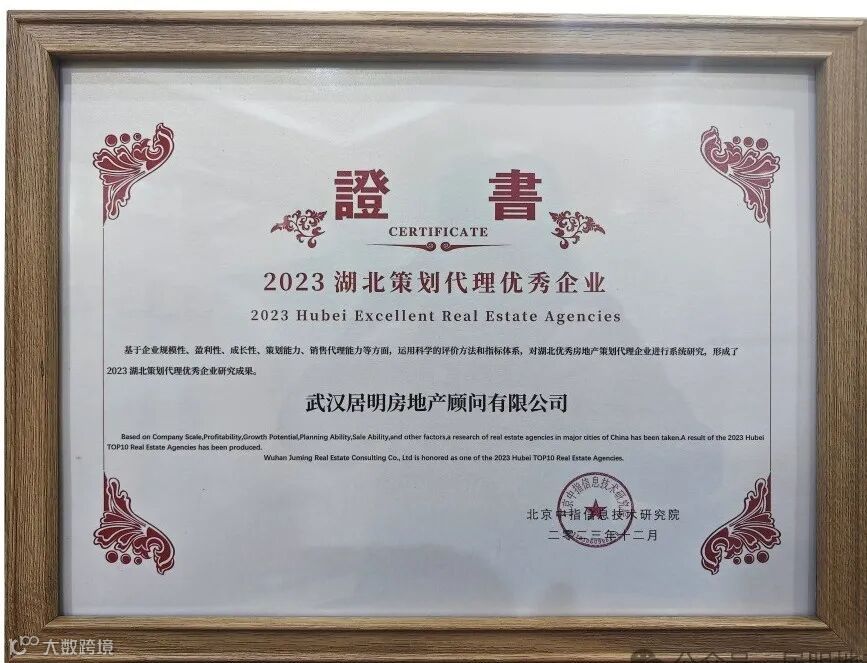 證 書
CERTIFICATE
2023 湖北策划代理优秀企业
2023 Hubei Excellent Real Estate Agencies
基于企业规模性、盈利性、成长性、策划能力、销售代理能力等方面，运用科学的评价方法和指标体系，对湖北优秀房地产策划代理企业进行系统研究，形成了
2023 湖北策划代理优秀企业研究成果。
武汉居明房地产顾问有限公司
Based on Company Scale,Profitability,Growth Potential,Planning Ability,Sale Ability,and other factors,a research of real estate agencies in major cities of China has been taken.A result of the 2023 Hubei
TOP10 Real Estate Agencies has been produced.
Wuhan Juming Real Estate Consulting Co., Ltd is honored as one of the 2023 Hubei TOP10 Real Estate Agencies.
北京中指信息技术研究院
二零二三年十二月
大数跨境